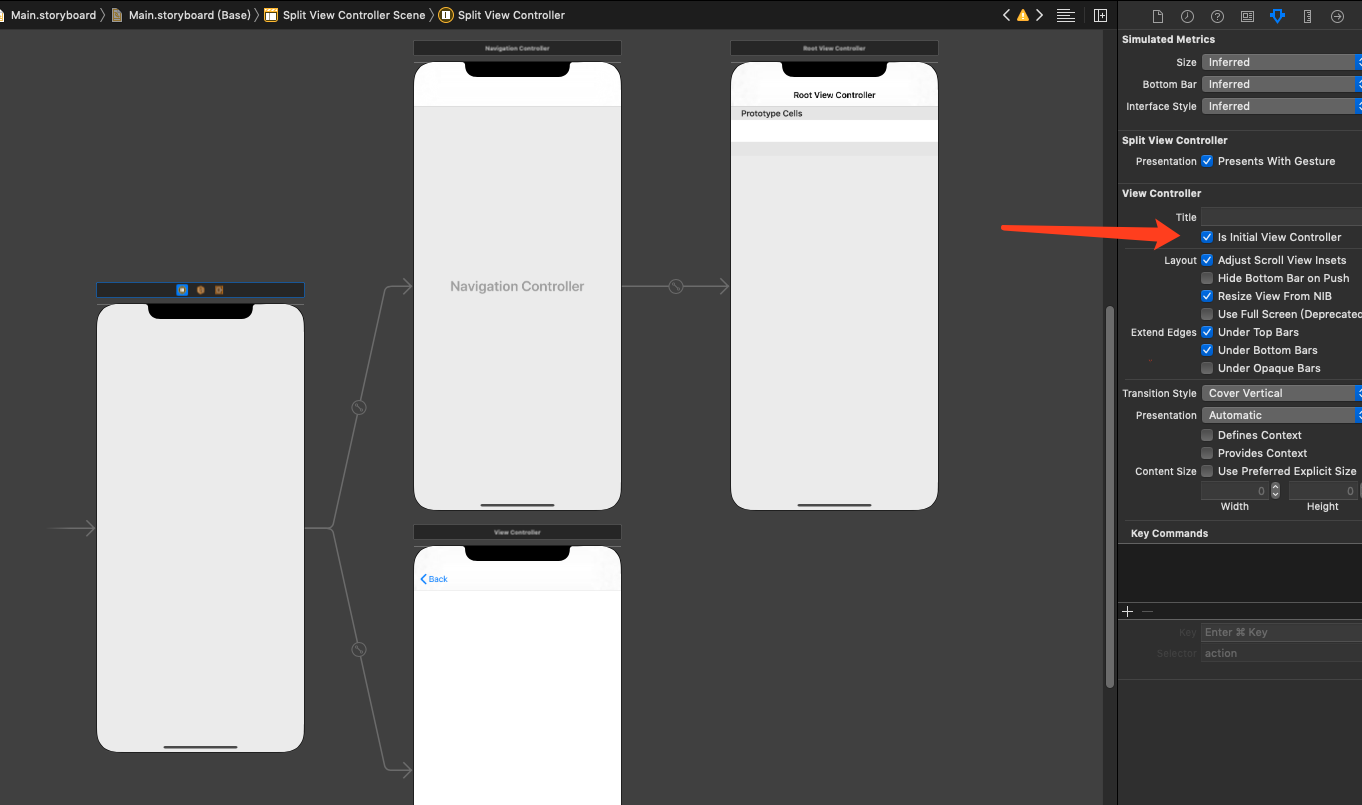 Main.storyboard Main.storyboard (Base) Split View Controller Scene Split View Controller
Navigation Controller
Root View Controller
Root View Controller
Prototype Cells
Navigation Controller
View Controller
Back
Simulated Metrics
Size Inferred
Bottom Bar Inferred
Interface Style Inferred
Split View Controller
Presentation Presents With Gesture
View Controller
Title
Is Initial View Controller
Layout Adjust Scroll View Insets
Hide Bottom Bar on Push
Resize View From NIB
Use Full Screen (Deprecated
Extend Edges Under Top Bars
Under Bottom Bars
Under Opaque Bars
Transition Style Cover Vertical
Presentation Automatic
Defines Context
Provides Context
Content Size Use Preferred Explicit Size
0 0
Width Height
Key Commands
Key Enter ⌘ Key
Selector action